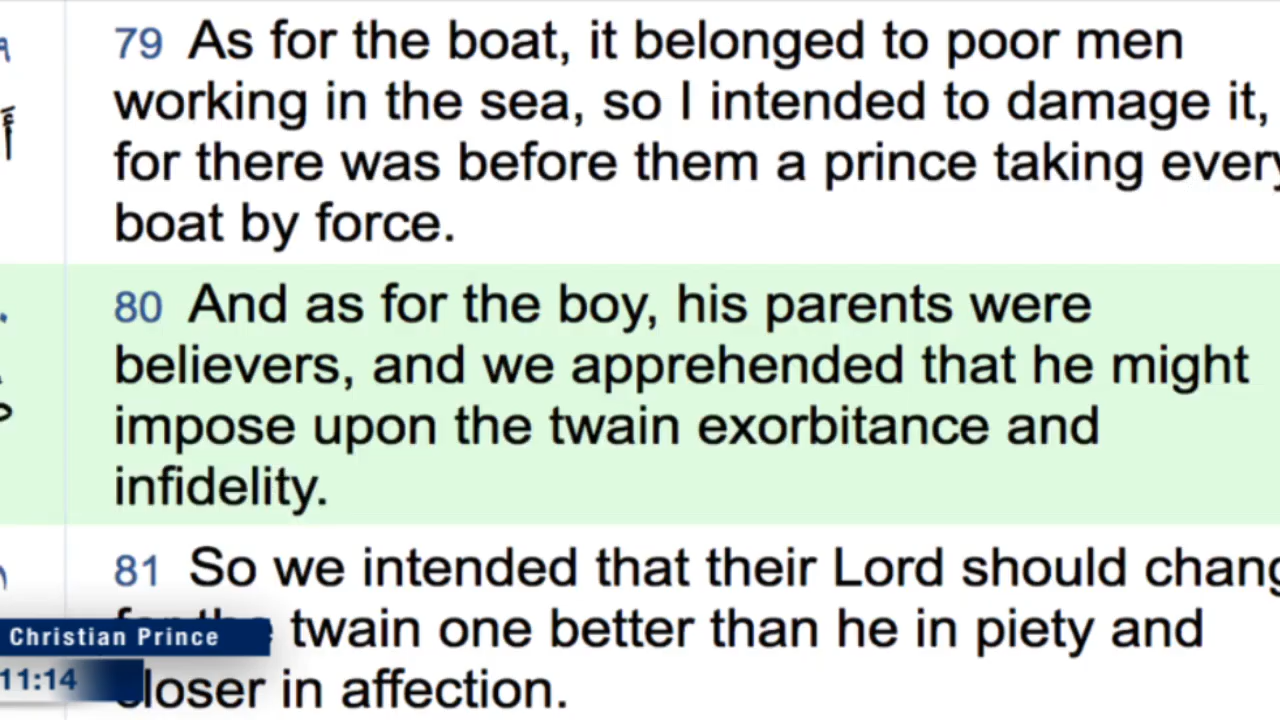 79 As for the boat, it belonged to poor men
working in the sea, so I intended to damage it,
for there was before them a prince taking every
boat by force.
80 And as for the boy, his parents were
believers, and we apprehended that he might
impose upon the twain exorbitance and
infidelity.
81 So we intended that their Lord should chang
for the twain one better than he in piety and
closer in affection.
Christian Prince
11:14